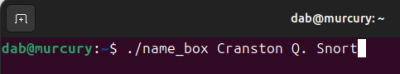 dab@murcury: ~
dab@murcury:~$ ./name_box Cranston Q. Snort